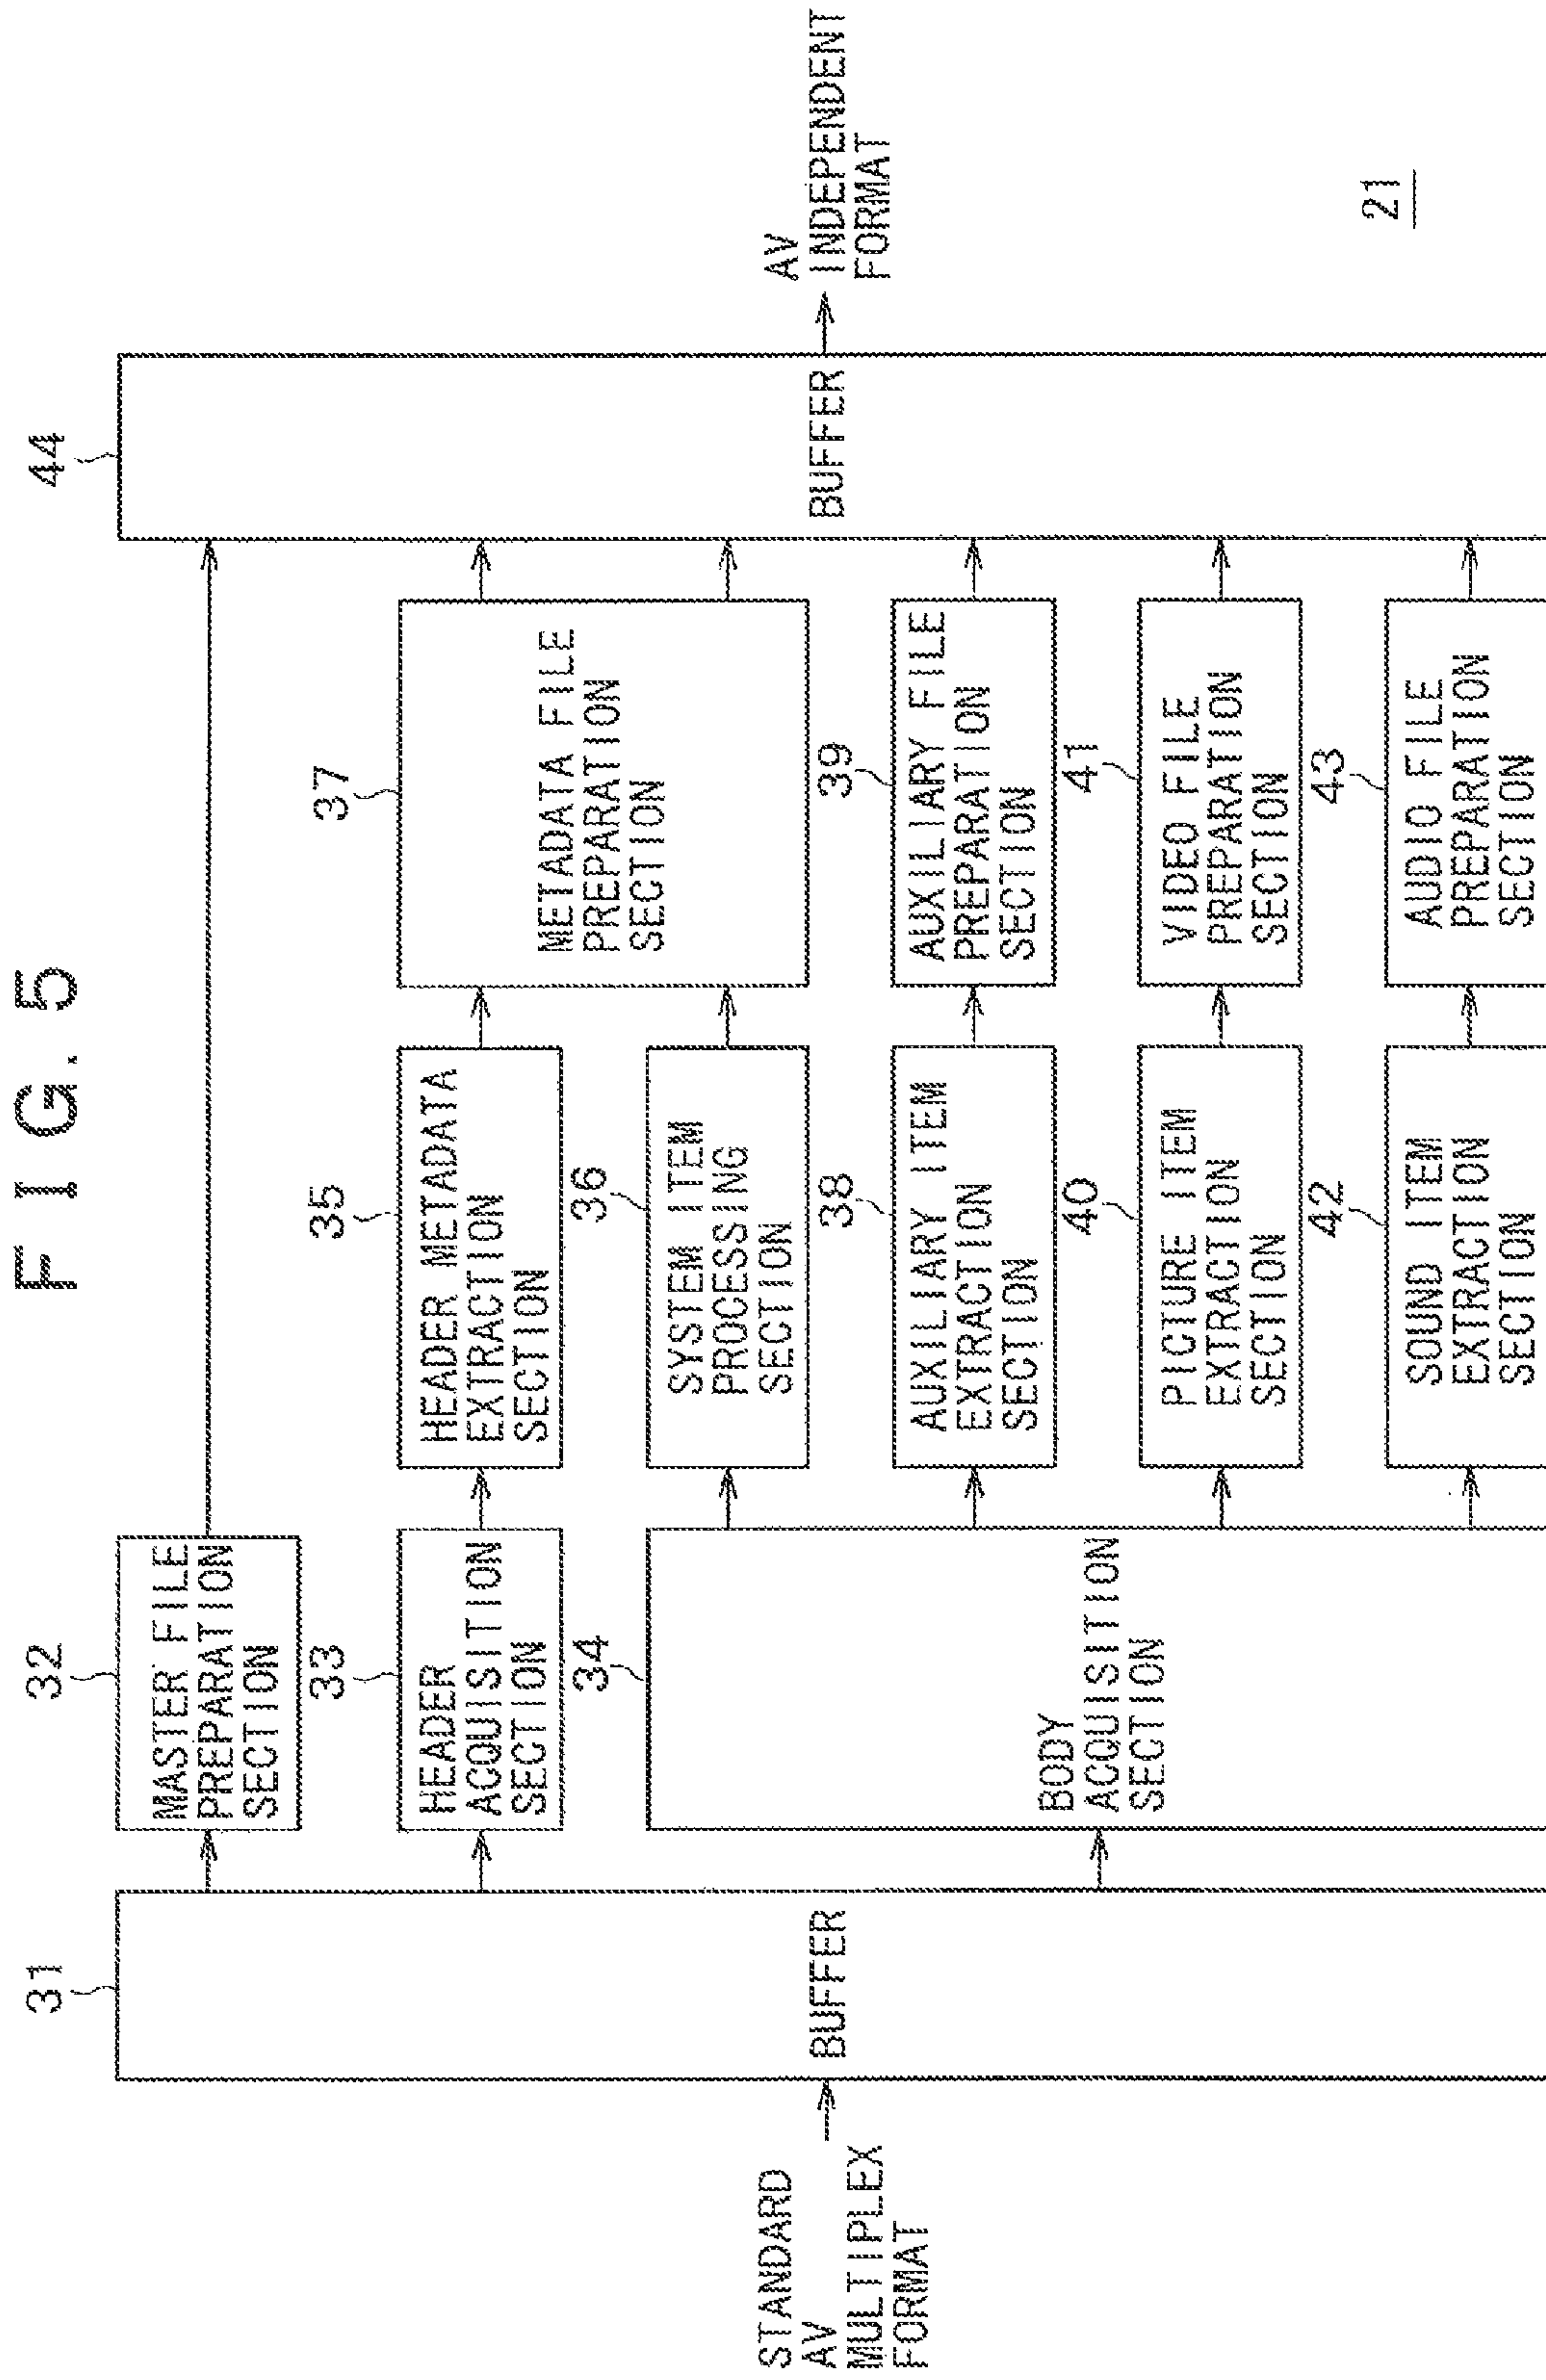 FIG. 5
STANDARD
AV
MULTIPLEX
FORMAT
31
BUFFER
32
MASTER FILE
PREPARATION
SECTION
33
HEADER
ACQUISITION
SECTION
34
BODY
ACQUISITION
SECTION
35
HEADER METADATA
EXTRACTION
SECTION
36
SYSTEM ITEM
PROCESSING
SECTION
37
METADATA FILE
PREPARATION
SECTION
38
AUXILIARY ITEM
EXTRACTION
SECTION
39
AUXILIARY FILE
PREPARATION
SECTION
40
PICTURE ITEM
EXTRACTION
SECTION
41
VIDEO FILE
PREPARATION
SECTION
42
SOUND ITEM
EXTRACTION
SECTION
43
AUDIO FILE
PREPARATION
SECTION
44
BUFFER
AV
INDEPENDENT
FORMAT
21